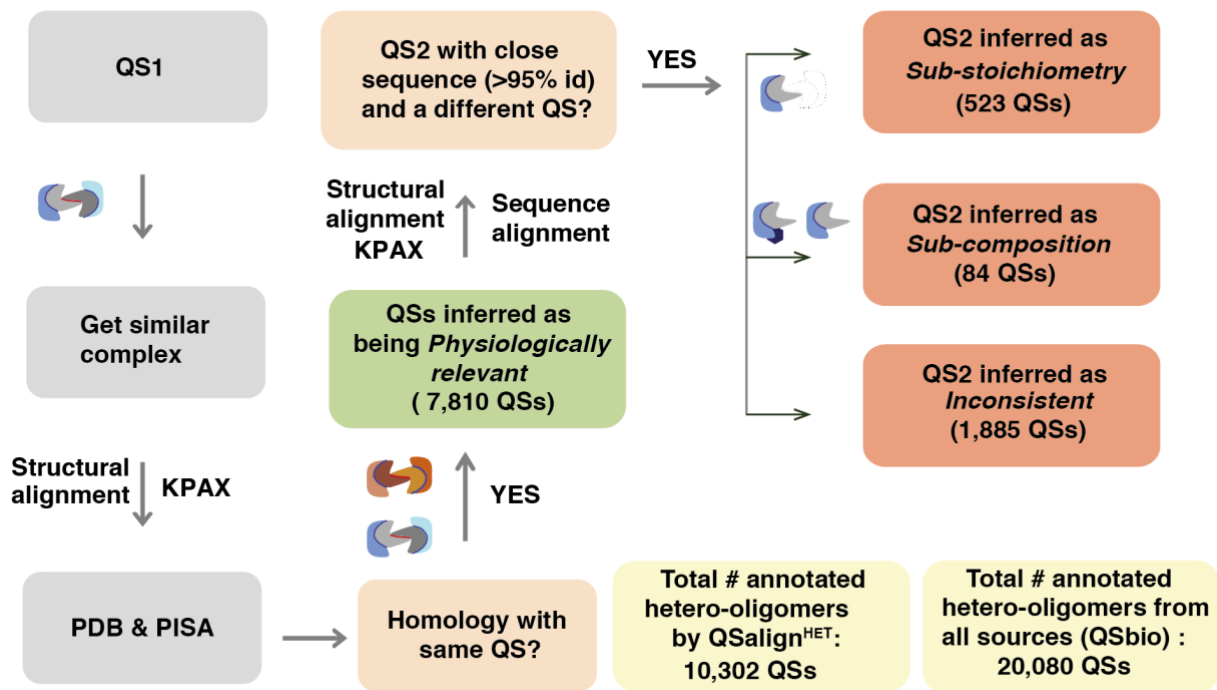 QS1
Get similar
complex
Structural
alignment
KPAX
PDB & PISA
Homology with
same QS?
YES
QSs inferred as
being Physiologically
relevant
( 7,810 QSs)
Structural
alignment
KPAX
Sequence
alignment
QS2 with close
sequence (>95% id)
and a different QS?
YES
QS2 inferred as
Sub-stoichiometry
(523 QSs)
QS2 inferred as
Sub-composition
(84 QSs)
QS2 inferred as
Inconsistent
(1,885 QSs)
Total # annotated
hetero-oligomers
by QSalignᴴᴱᵀ:
10,302 QSs
Total # annotated
hetero-oligomers from
all sources (QSbio) :
20,080 QSs